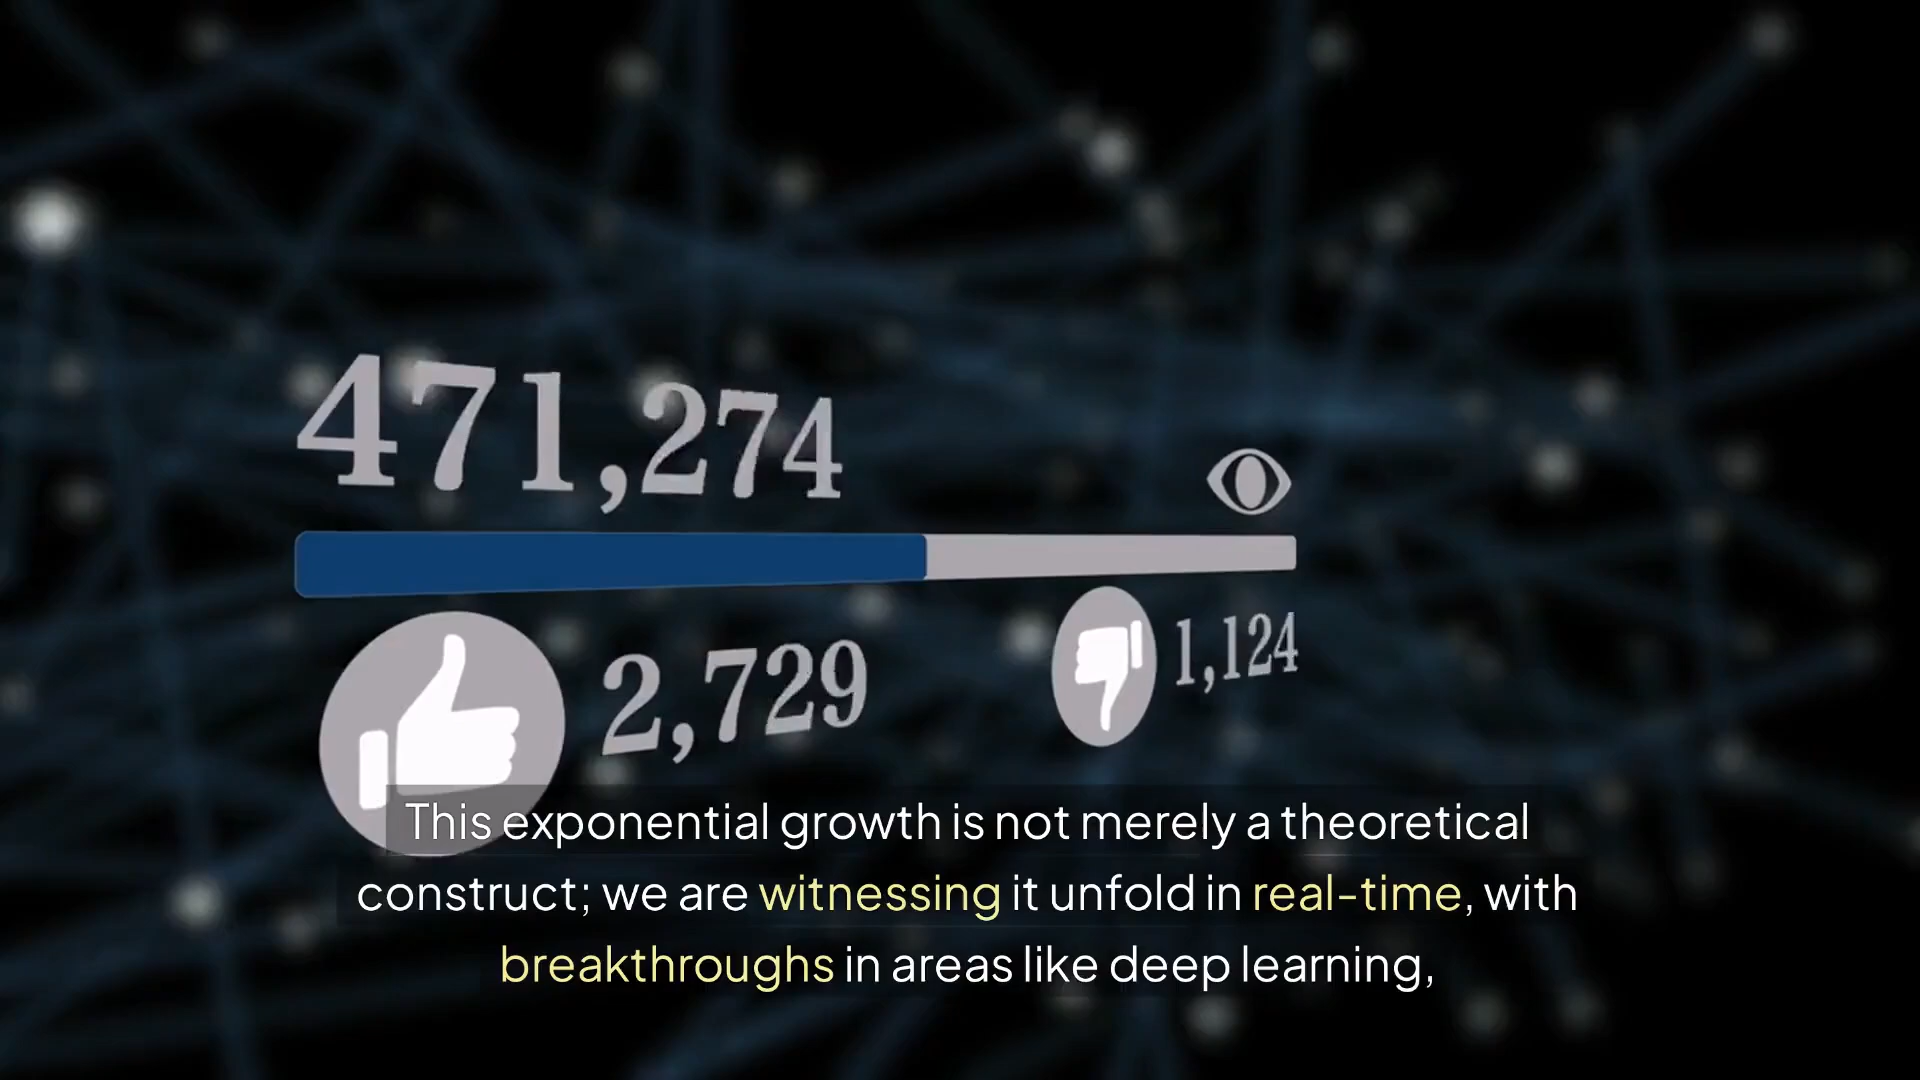 471,274
2,729
1,124
This exponential growth is not merely a theoretical
construct; we are witnessing it unfold in real-time, with
breakthroughs in areas like deep learning,